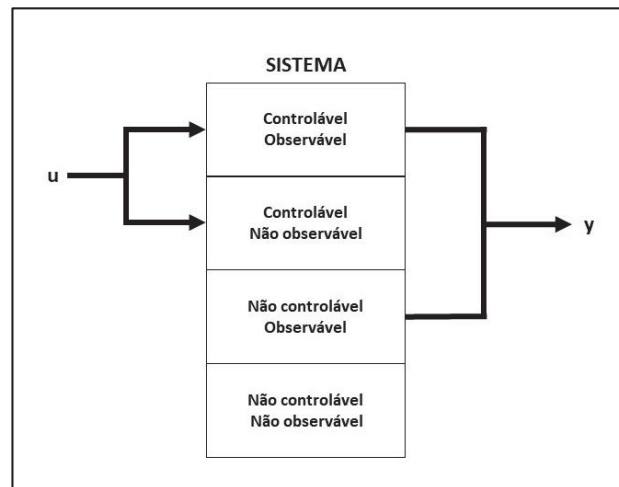 SISTEMA
Controlável
Observável
u
Controlável
Não observável
y
Não controlável
Observável
Não controlável
Não observável